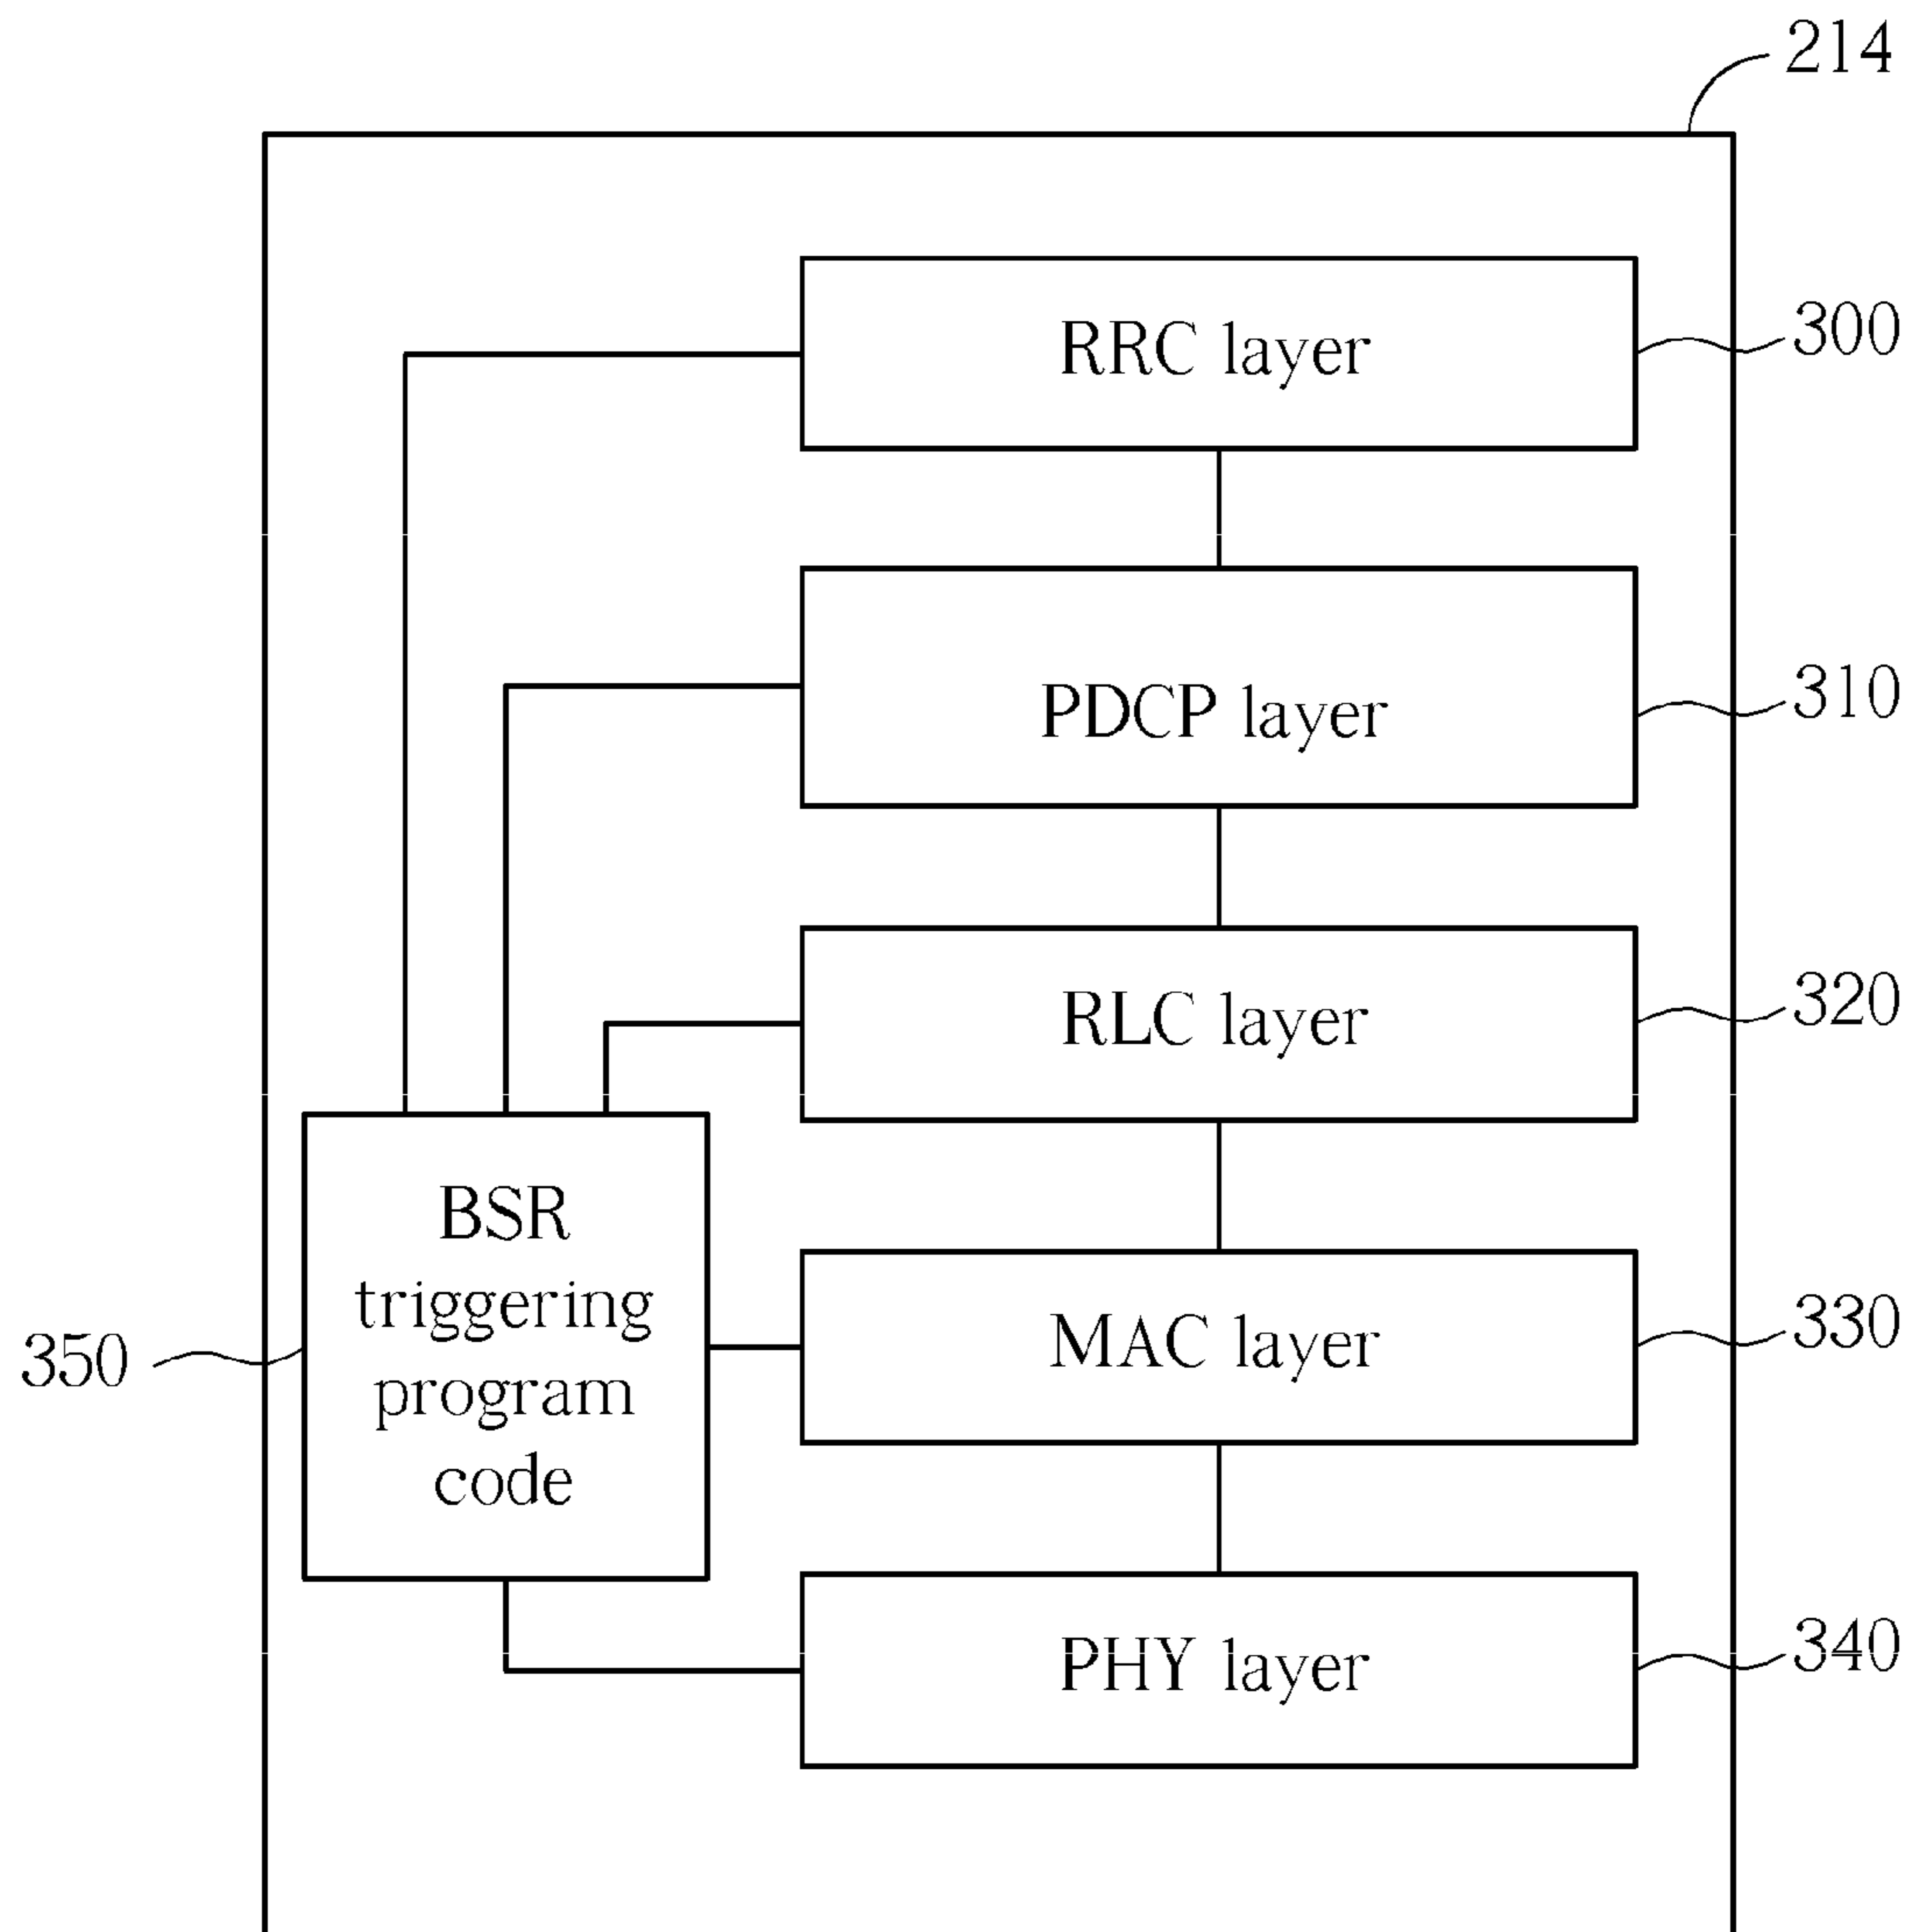 214
RRC layer
300
PDCP layer
310
RLC layer
320
BSR
triggering
program
code
350
MAC layer
330
PHY layer
340